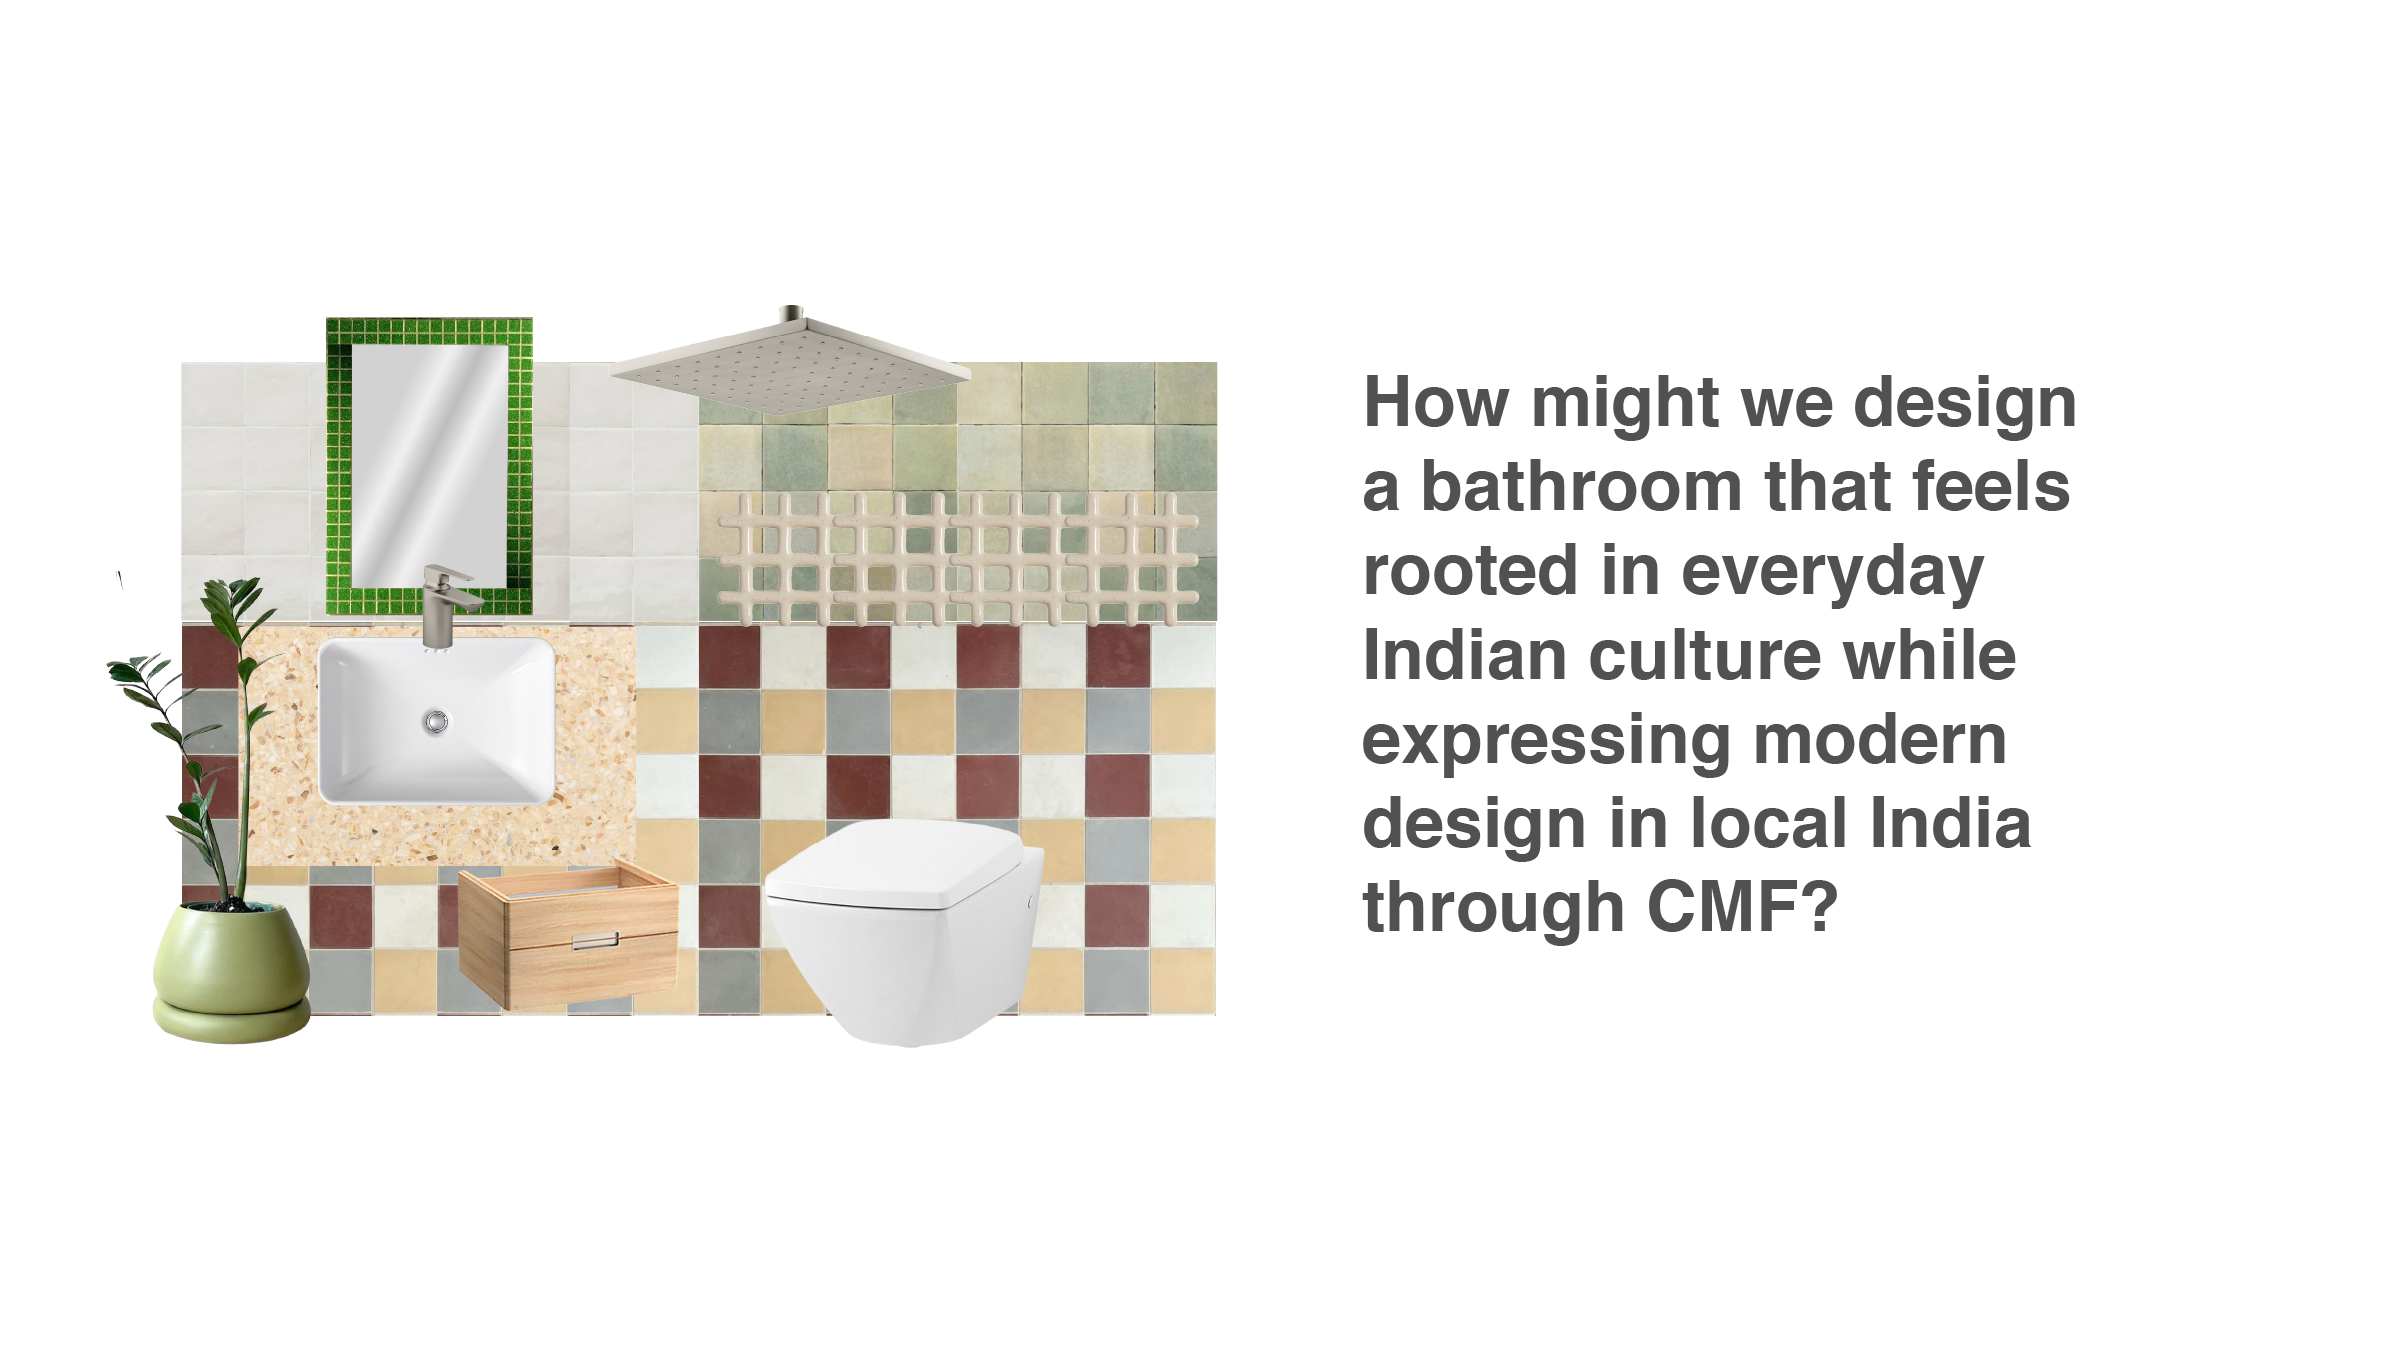 How might we design
a bathroom that feels
rooted in everyday
Indian culture while
expressing modern
design in local India
through CMF?